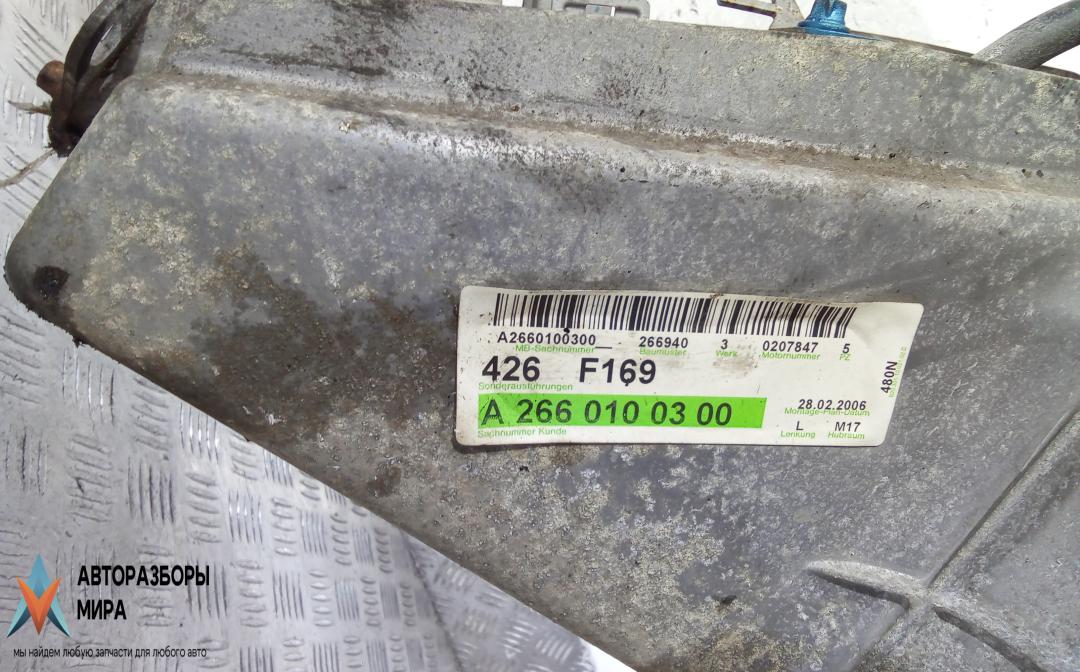 A2660100300__ 266940 3 0207847 5
MB-Sachnummer Baumuster Werk Motornummer PZ
426 F169
Sonderausführungen
480N
A 266 010 03 00
28.02.2006
Montage-Plan-Datum
L M17
Sachnummer Kunde
Lenkung Hubraum
АВТОРАЗБОРЫ
МИРА
мы найдем любую запчасти для любого авто